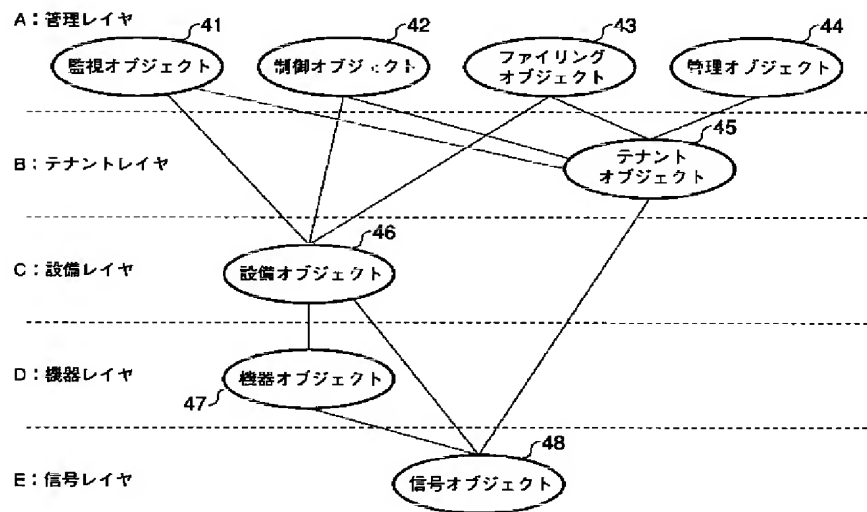 A：管理レイヤ
41
42
43
44
監視オブジェクト
制御オブジェクト
ファイリング
オブジェクト
管理オブジェクト
45
B：テナントレイヤ
テナント
オブジェクト
46
C：設備レイヤ
設備オブジェクト
D：機器レイヤ
機器オブジェクト
47
48
E：信号レイヤ
信号オブジェクト